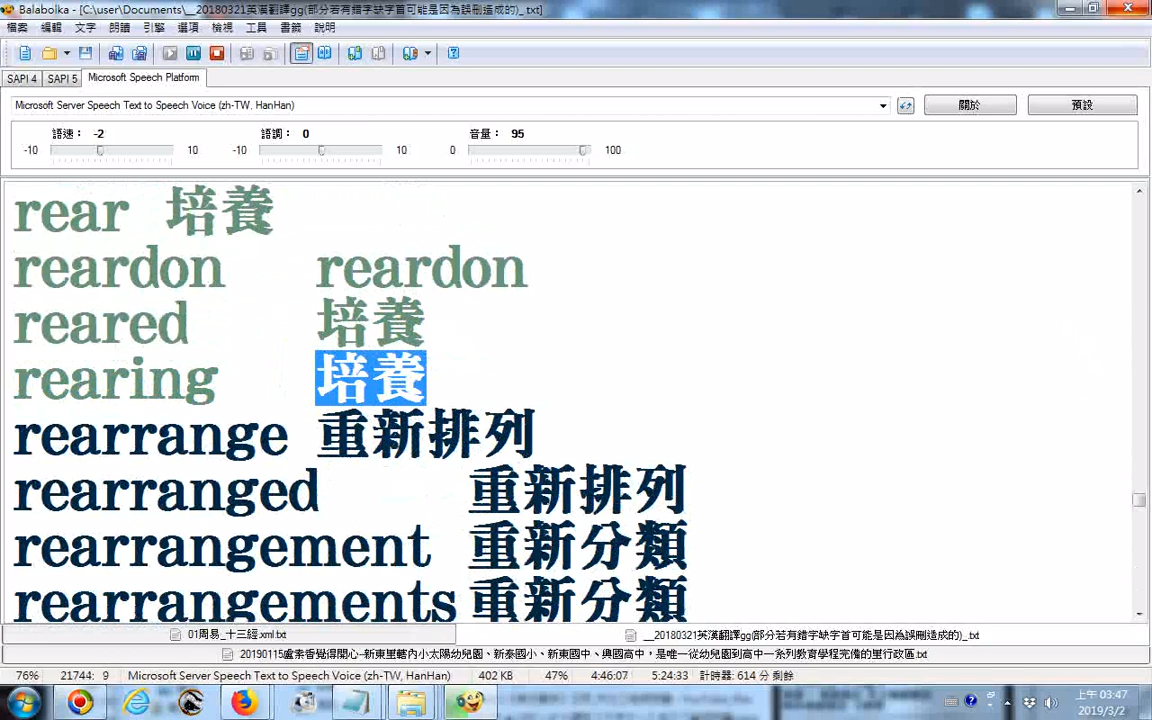 Balabolka - [C:\user\Documents\__20180321英漢翻譯gg(部分若有錯字缺字首可能是因為誤刪造成的)_.txt]
檔案 編輯 文字 朗讀 引擎 選項 檢視 工具 書籤 說明
SAPI 4 SAPI 5 Microsoft Speech Platform
Microsoft Server Speech Text to Speech Voice (zh-TW, HanHan) 關於 預設
語速: -2 語調: 0 音量: 95
-10 10 -10 10 0 100
rear 培養
reardon reardon
reared 培養
rearing 培養
rearrange 重新排列
rearranged 重新排列
rearrangement 重新分類
rearrangements 重新分類
01周易_十三經.xml.txt __20180321英漢翻譯gg(部分若有錯字缺字首可能是因為誤刪造成的)_.txt
20190115盧素香覺得開心-新東里轄內小太陽幼兒園、新泰國小、新東國中、興國高中，是唯一從幼兒園到高中一系列教育學程完備的里行政區.txt
76% 21744: 9 Microsoft Server Speech Text to Speech Voice (zh-TW, HanHan) 402 KB 47% 4:46:07 5:24:33 計時器: 614 分 剩餘
上午 03:47
2019/3/2